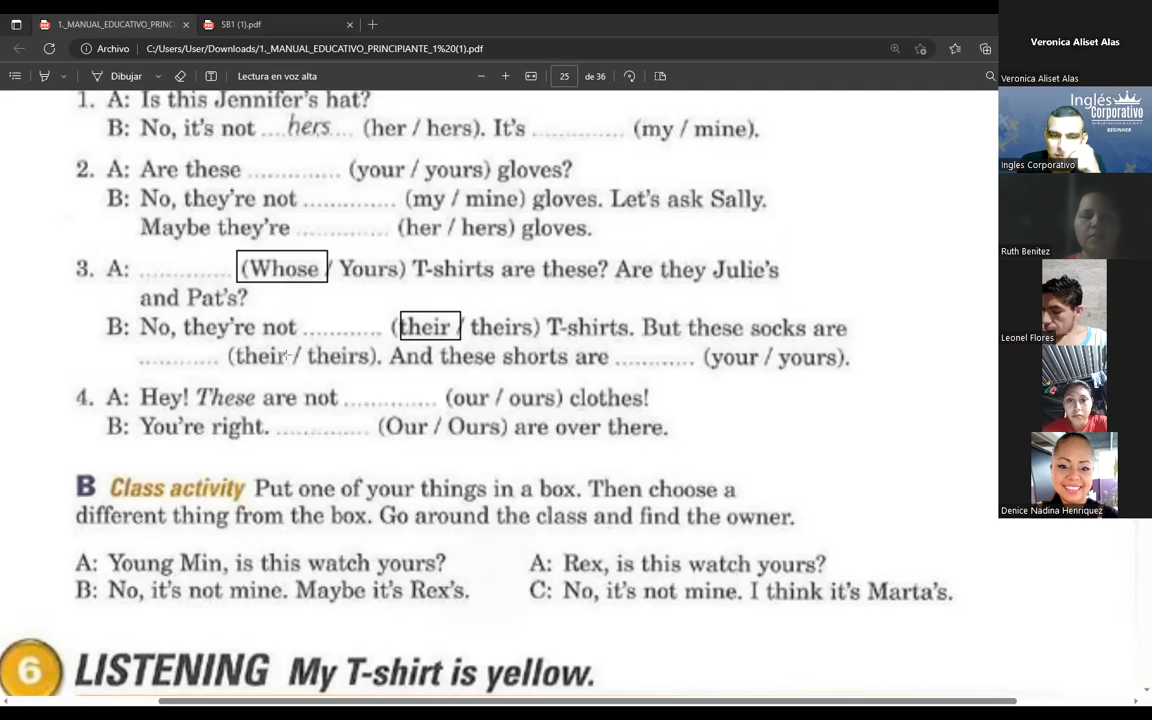 1._MANUAL_EDUCATIVO_PRINC
SB1 (1).pdf
Archivo
C:/Users/User/Downloads/1._MANUAL_EDUCATIVO_PRINCIPIANTE_1%20(1).pdf
Dibujar
Lectura en voz alta
25 de 36
1. A: Is this Jennifer's hat?
B: No, it's not ....hers.... (her / hers). It's .............. (my / mine).
2. A: Are these .............. (your / yours) gloves?
B: No, they're not .............. (my / mine) gloves. Let's ask Sally.
Maybe they're .............. (her / hers) gloves.
3. A: .............. (Whose / Yours) T-shirts are these? Are they Julie's
and Pat's?
B: No, they're not ............ (their / theirs) T-shirts. But these socks are
............ (their / theirs). And these shorts are ............ (your / yours).
4. A: Hey! These are not .............. (our / ours) clothes!
B: You're right. .............. (Our / Ours) are over there.
B Class activity Put one of your things in a box. Then choose a
different thing from the box. Go around the class and find the owner.
A: Young Min, is this watch yours?
B: No, it's not mine. Maybe it's Rex's.
A: Rex, is this watch yours?
C: No, it's not mine. I think it's Marta's.
6 LISTENING My T-shirt is yellow.
Veronica Aliset Alas
Veronica Aliset Alas
Inglés
Corporativo
BEGINNER
Ingles Corporativo
Ruth Benitez
Leonel Flores
Denice Nadina Henriquez